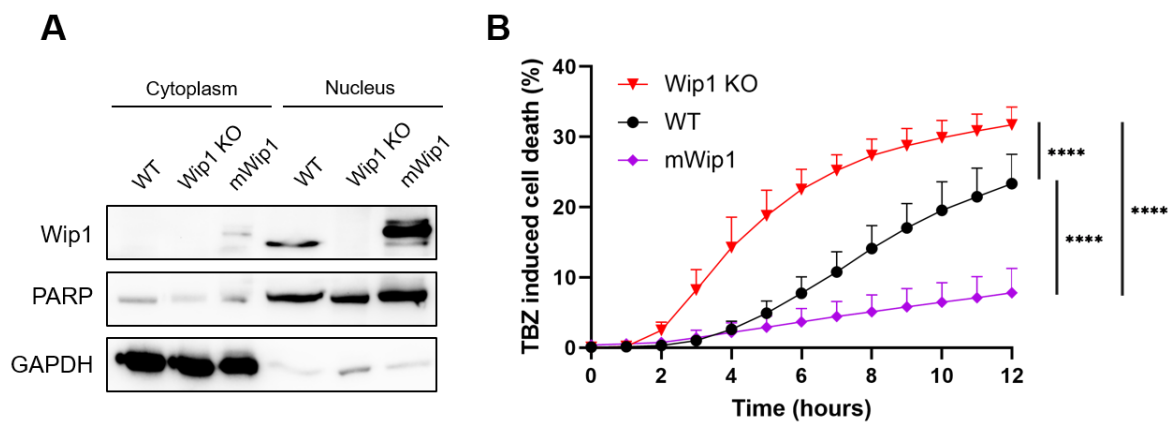 A
Cytoplasm Nucleus
WT Wip1 KO mWip1 WT Wip1 KO mWip1
Wip1
PARP
GAPDH
B
TBZ induced cell death (%)
40
30
20
10
0
Wip1 KO
WT
mWip1
****
****
****
0 2 4 6 8 10 12
Time (hours)